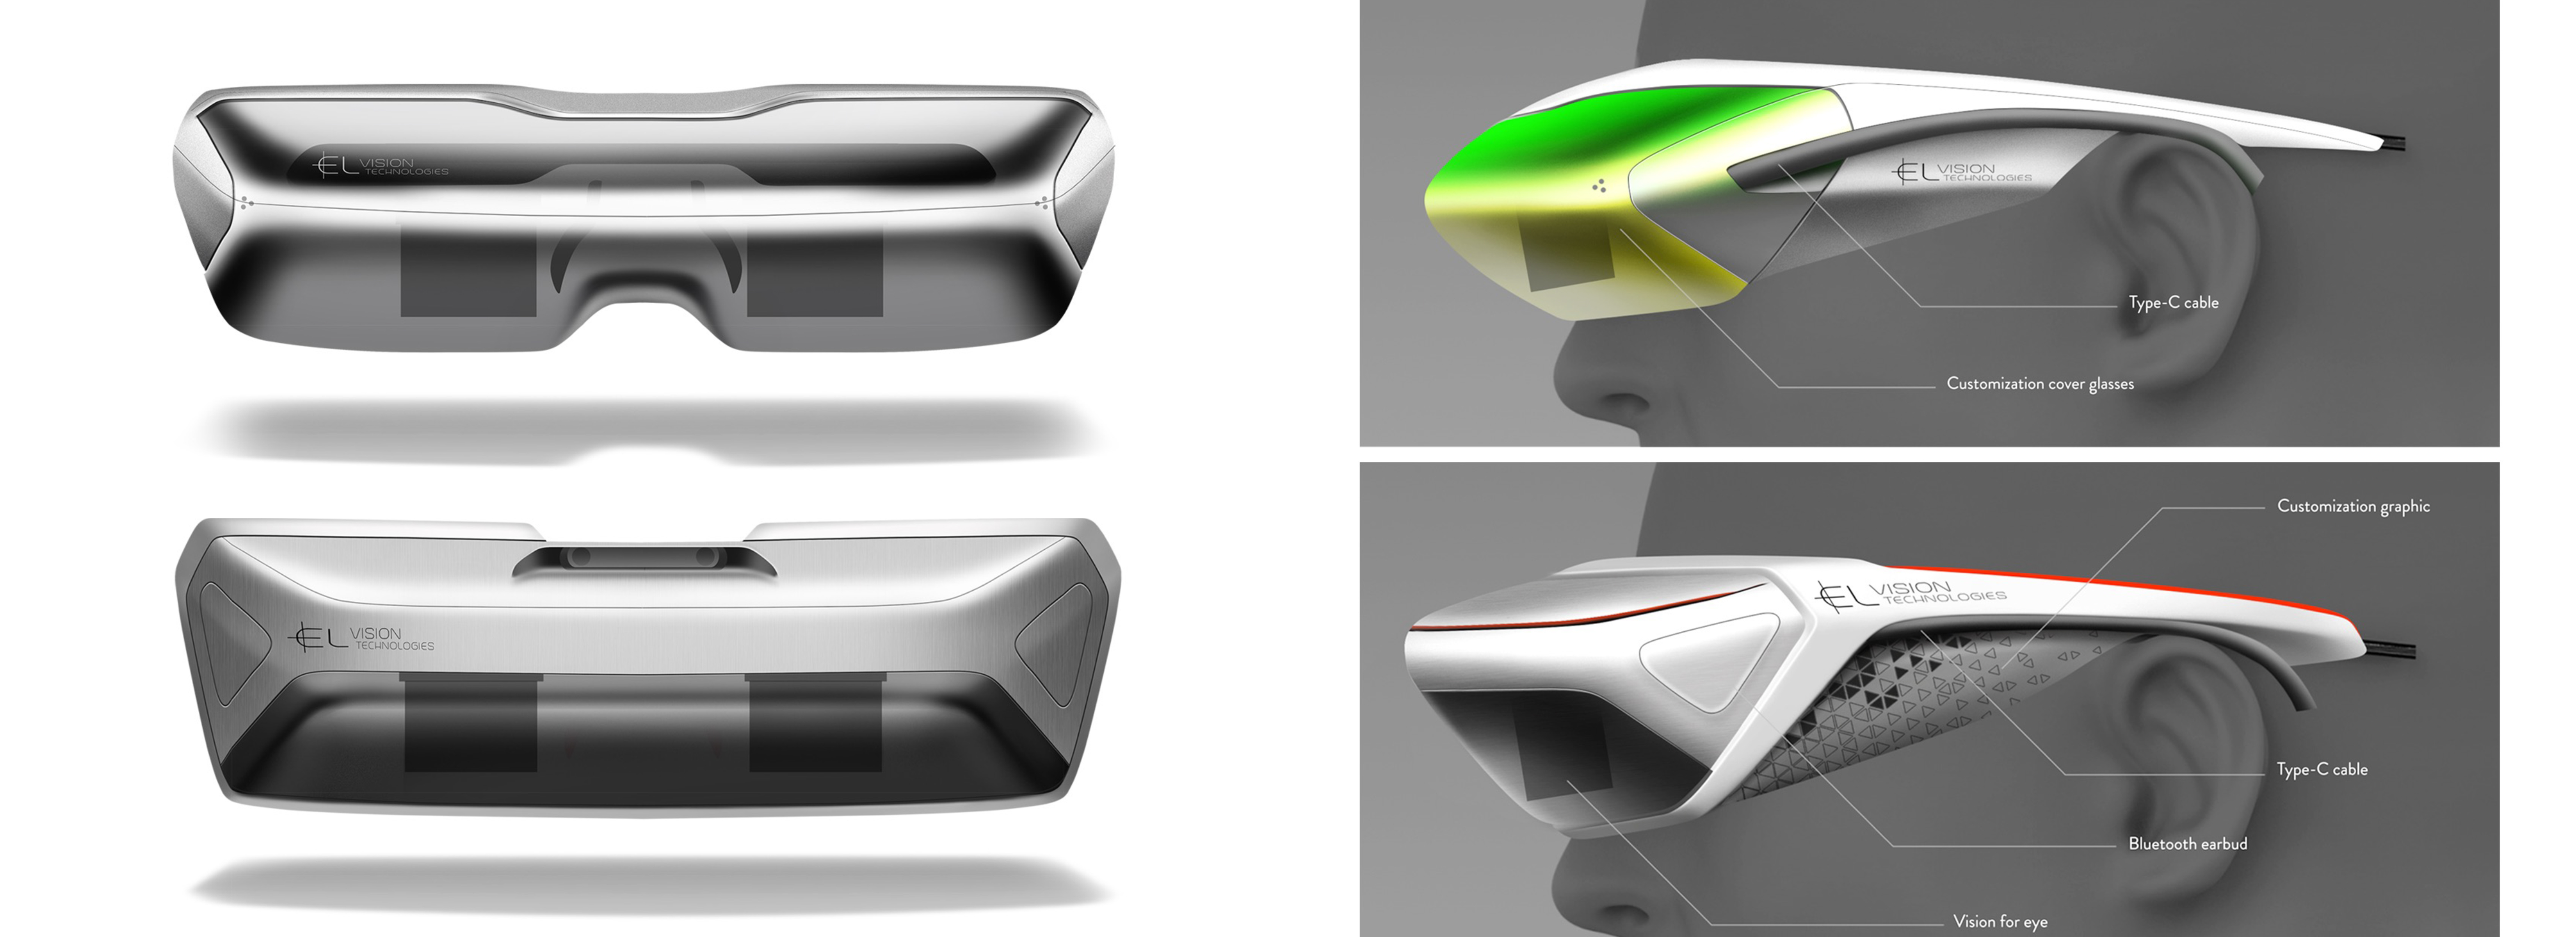 EL VISION
TECHNOLOGIES
EL VISION
TECHNOLOGIES
EL VISION
TECHNOLOGIES
Type-C cable
Customization cover glasses
Customization graphic
EL VISION
TECHNOLOGIES
Type-C cable
Bluetooth earbud
Vision for eye